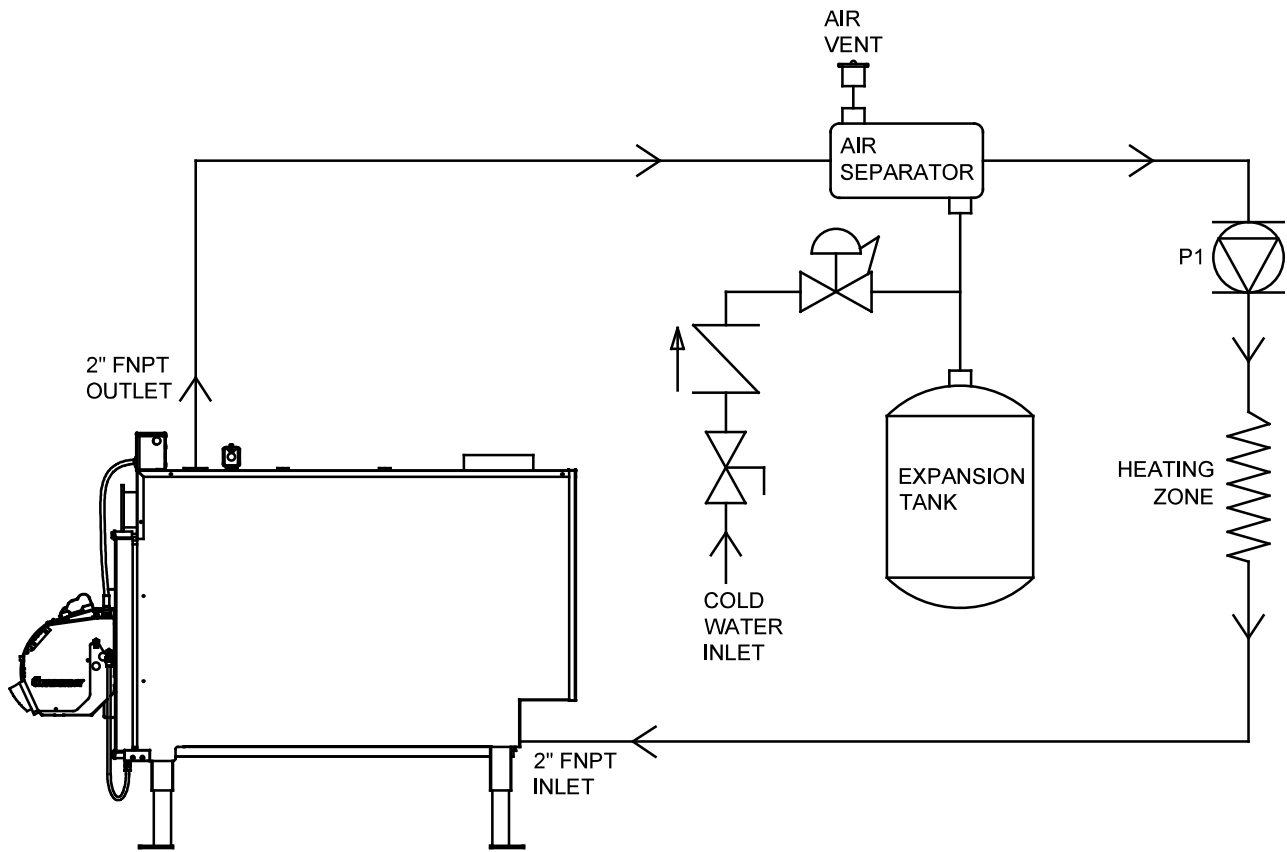 AIR
VENT
AIR
SEPARATOR
P1
2" FNPT
OUTLET
EXPANSION
TANK
HEATING
ZONE
COLD
WATER
INLET
2" FNPT
INLET